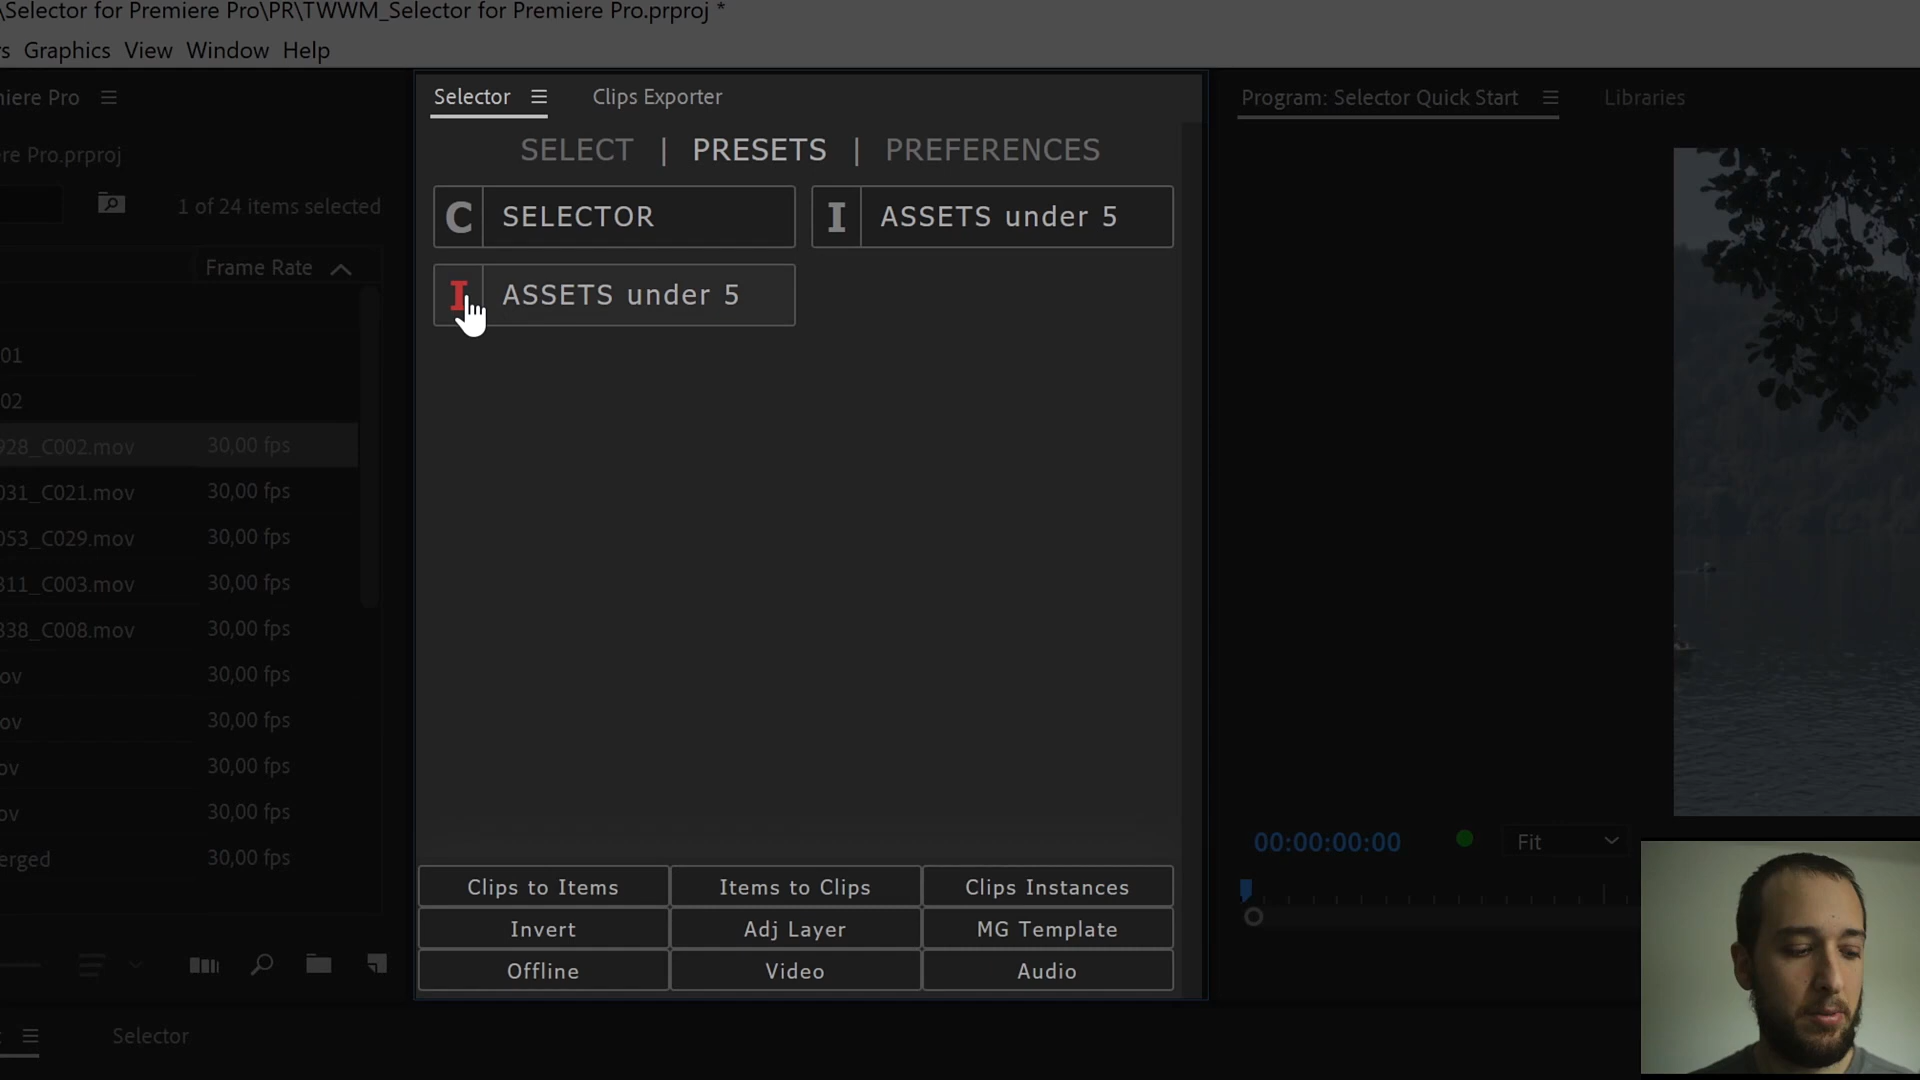 \Selector for Premiere Pro\PR\TWWM_Selector for Premiere Pro.prproj *
s Graphics View Window Help
niere Pro
Selector Clips Exporter
Program: Selector Quick Start Libraries
re Pro.prproj
SELECT | PRESETS | PREFERENCES
1 of 24 items selected
C SELECTOR
I ASSETS under 5
Frame Rate
I ASSETS under 5
01
02
928_C002.mov 30,00 fps
031_C021.mov 30,00 fps
053_C029.mov 30,00 fps
311_C003.mov 30,00 fps
338_C008.mov 30,00 fps
ov 30,00 fps
ov 30,00 fps
ov 30,00 fps
ov 30,00 fps
erged 30,00 fps
00:00:00:00 Fit
Clips to Items Items to Clips Clips Instances
Invert Adj Layer MG Template
Offline Video Audio
Selector